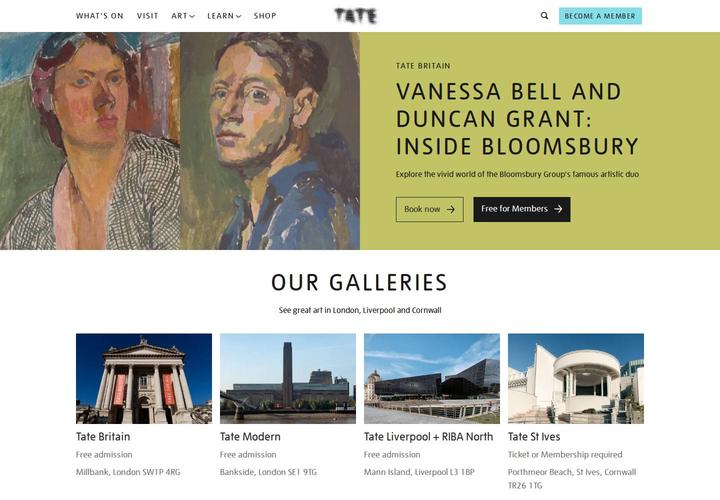 WHAT'S ON VISIT ART LEARN SHOP TATE BECOME A MEMBER
TATE BRITAIN
VANESSA BELL AND
DUNCAN GRANT:
INSIDE BLOOMSBURY
Explore the vivid world of the Bloomsbury Group's famous artistic duo
Book now → Free for Members →
OUR GALLERIES
See great art in London, Liverpool and Cornwall
Tate Britain
Free admission
Millbank, London SW1P 4RG
Tate Modern
Free admission
Bankside, London SE1 9TG
Tate Liverpool + RIBA North
Free admission
Mann Island, Liverpool L3 1BP
Tate St Ives
Ticket or Membership required
Porthmeor Beach, St Ives, Cornwall
TR26 1TG